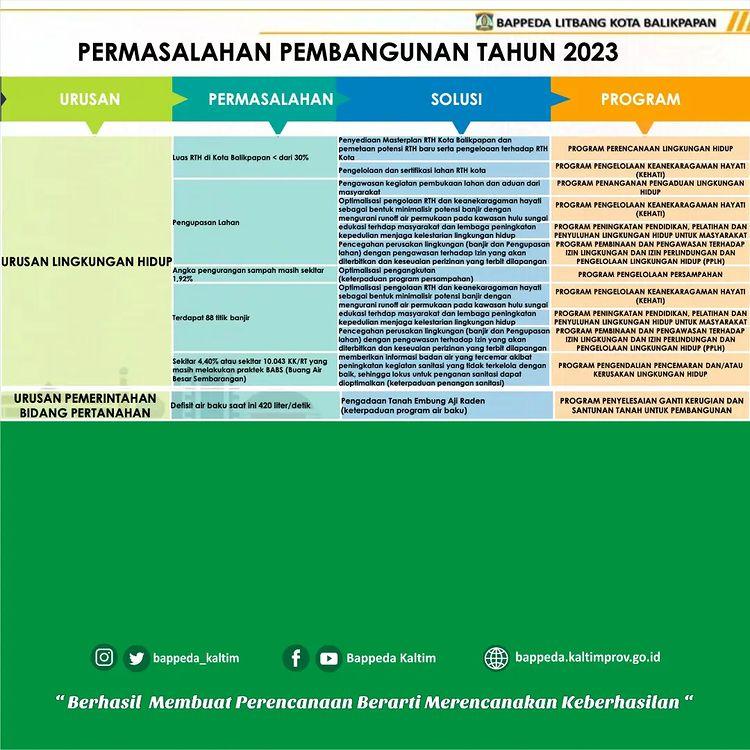 BAPPEDA LITBANG KOTA BALIKPAPAN
PERMASALAHAN PEMBANGUNAN TAHUN 2023
URUSAN
PERMASALAHAN
SOLUSI
PROGRAM
URUSAN LINGKUNGAN HIDUP
Luas RTH di Kota Balikpapan < dari 30%
Penyediaan Masterplan RTH Kota Balikpapan dan
pemetaan potensi RTH baru serta pengelolaan terhadap RTH
Kota
PROGRAM PERENCANAAN LINGKUNGAN HIDUP
Pengelolaan dan sertifikasi lahan RTH kota
PROGRAM PENGELOLAAN KEANEKARAGAMAN HAYATI
(KEHATI)
Pengupasan Lahan
Pengawasan kegiatan pembukaan lahan dan aduan dari
masyarakat
PROGRAM PENANGANAN PENGADUAN LINGKUNGAN
HIDUP
Optimalisasi pengolaan RTH dan keanekaragaman hayati
sebagai bentuk minimalisir potensi banjir dengan
mengurani runoff air permukaan pada kawasan hulu sungai
PROGRAM PENGELOLAAN KEANEKARAGAMAN HAYATI
(KEHATI)
edukasi terhadap masyarakat dan lembaga peningkatan
kepedulian menjaga kelestarian lingkungan hidup
PROGRAM PENINGKATAN PENDIDIKAN, PELATIHAN DAN
PENYULUHAN LINGKUNGAN HIDUP UNTUK MASYARAKAT
Pencegahan perusakan lingkungan (banjir dan Pengupasan
lahan) dengan pengawasan terhadap izin yang akan
diterbitkan dan keseuaian perizinan yang terbit dilapangan
PROGRAM PEMBINAAN DAN PENGAWASAN TERHADAP
IZIN LINGKUNGAN DAN IZIN PERLINDUNGAN DAN
PENGELOLAAN LINGKUNGAN HIDUP (PPLH)
Angka pengurangan sampah masih sekitar
1,92%
Optimalisasi pengangkutan
(keterpaduan program persampahan)
PROGRAM PENGELOLAAN PERSAMPAHAN
Terdapat 88 titik banjir
Optimalisasi pengolaan RTH dan keanekaragaman hayati
sebagai bentuk minimalisir potensi banjir dengan
mengurani runoff air permukaan pada kawasan hulu sungai
PROGRAM PENGELOLAAN KEANEKARAGAMAN HAYATI
(KEHATI)
edukasi terhadap masyarakat dan lembaga peningkatan
kepedulian menjaga kelestarian lingkungan hidup
PROGRAM PENINGKATAN PENDIDIKAN, PELATIHAN DAN
PENYULUHAN LINGKUNGAN HIDUP UNTUK MASYARAKAT
Pencegahan perusakan lingkungan (banjir dan Pengupasan
lahan) dengan pengawasan terhadap izin yang akan
diterbitkan dan keseuaian perizinan yang terbit dilapangan
PROGRAM PEMBINAAN DAN PENGAWASAN TERHADAP
IZIN LINGKUNGAN DAN IZIN PERLINDUNGAN DAN
PENGELOLAAN LINGKUNGAN HIDUP (PPLH)
Sekitar 4,40% atau sekitar 10.043 KK/RT yang
masih melakukan praktek BABS (Buang Air
Besar Sembarangan)
memberikan informasi badan air yang tercemar akibat
peningkatan kegiatan sanitasi yang tidak terkelola dengan
baik, sehingga lokus untuk penganan sanitasi dapat
dioptimalkan (keterpaduan penangan sanitasi)
PROGRAM PENGENDALIAN PENCEMARAN DAN/ATAU
KERUSAKAN LINGKUNGAN HIDUP
URUSAN PEMERINTAHAN
BIDANG PERTANAHAN
Defisit air baku saat ini 420 liter/detik
Pengadaan Tanah Embung Aji Raden
(keterpaduan program air baku)
PROGRAM PENYELESAIAN GANTI KERUGIAN DAN
SANTUNAN TANAH UNTUK PEMBANGUNAN
bappeda_kaltim
Bappeda Kaltim
bappeda.kaltimprov.go.id
“ Berhasil Membuat Perencanaan Berarti Merencanakan Keberhasilan “